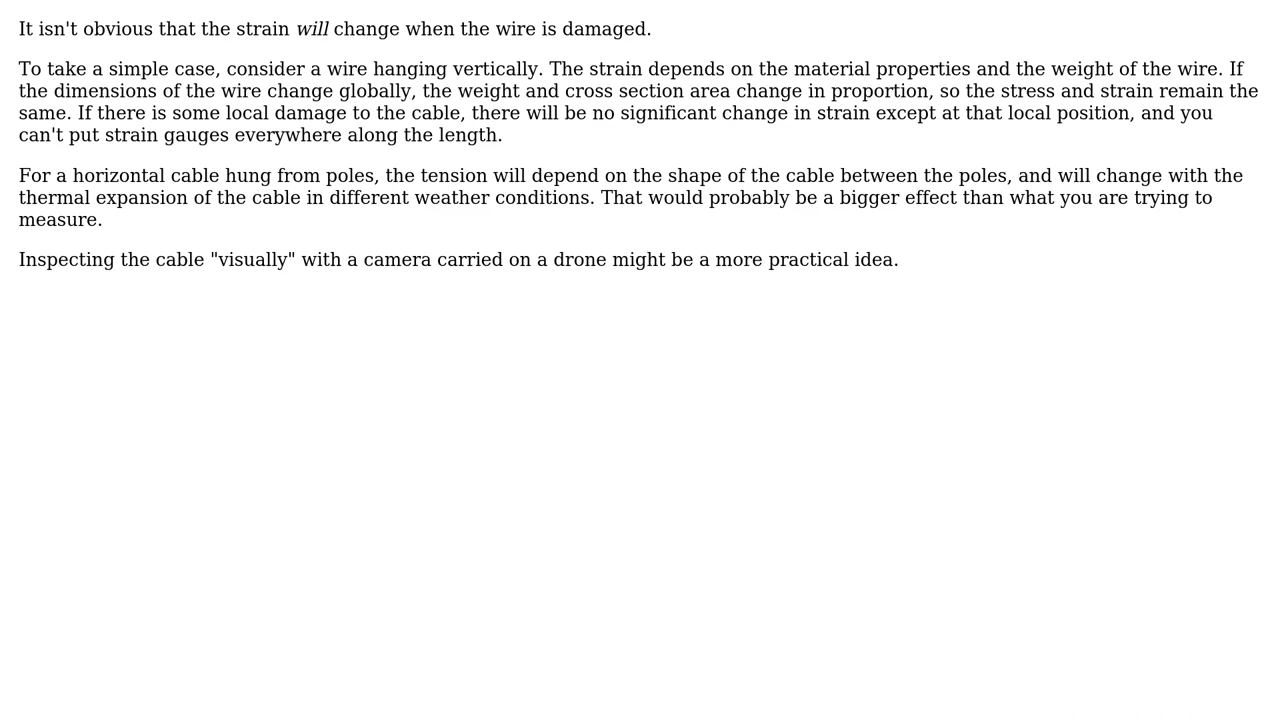 It isn't obvious that the strain will change when the wire is damaged.
To take a simple case, consider a wire hanging vertically. The strain depends on the material properties and the weight of the wire. If
the dimensions of the wire change globally, the weight and cross section area change in proportion, so the stress and strain remain the
same. If there is some local damage to the cable, there will be no significant change in strain except at that local position, and you
can't put strain gauges everywhere along the length.
For a horizontal cable hung from poles, the tension will depend on the shape of the cable between the poles, and will change with the
thermal expansion of the cable in different weather conditions. That would probably be a bigger effect than what you are trying to
measure.
Inspecting the cable "visually" with a camera carried on a drone might be a more practical idea.